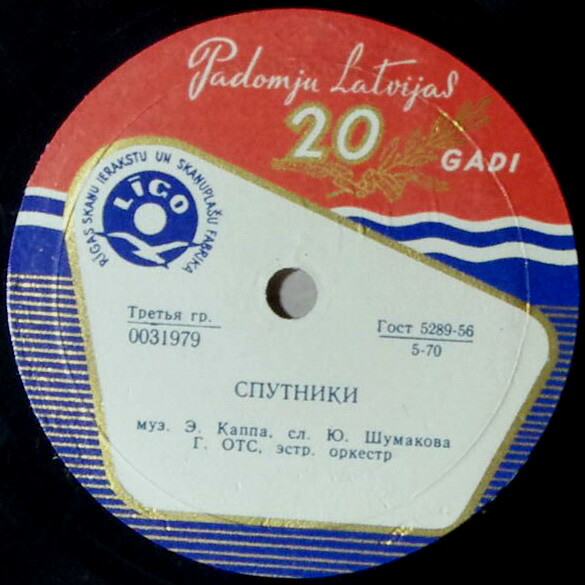 Padomju Latvijas
20
GADI
RĪGAS SKAŅU IERAKSTU UN SKAŅUPLAŠU FABRIKA
LĪGO
Третья гр.
0031979
Гост 5289-56
5-70
СПУТНИКИ
муз. Э. Каппа, сл. Ю. Шумакова
Г. ОТС, эстр. оркестр